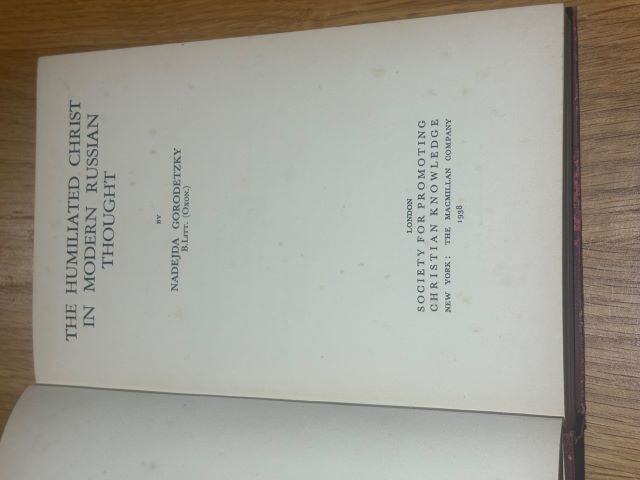 THE HUMILIATED CHRIST
IN MODERN RUSSIAN
THOUGHT
BY
NADEJDA GORODETZKY
B.LITT. (OXON.)
LONDON
SOCIETY FOR PROMOTING
CHRISTIAN KNOWLEDGE
NEW YORK: THE MACMILLAN COMPANY
1938